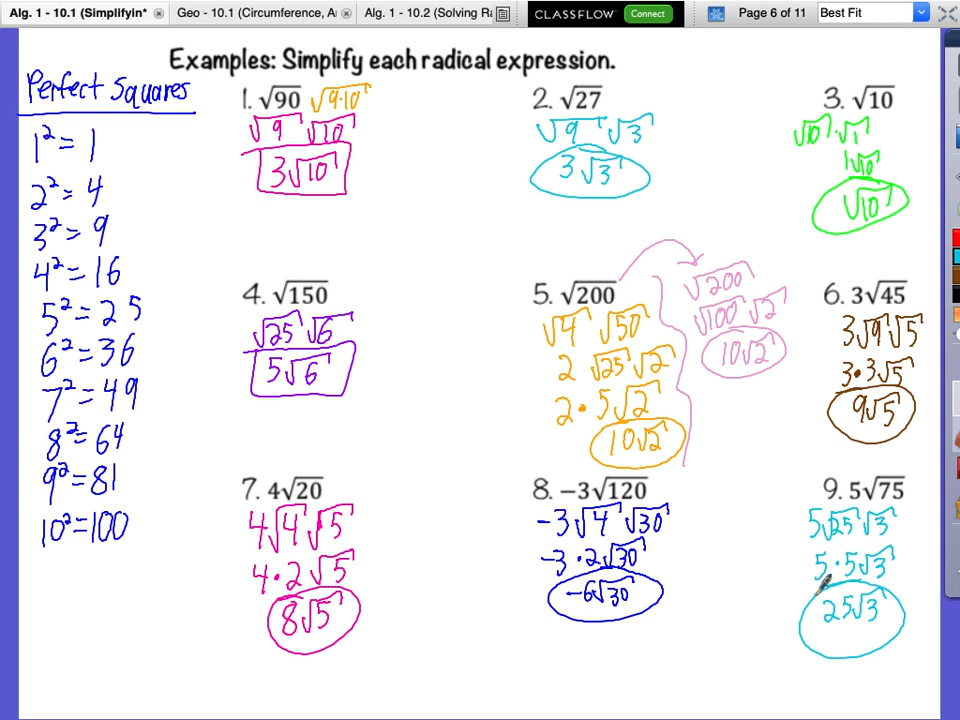 Alg. 1 - 10.1 (Simplifyin*
Geo - 10.1 (Circumference, A
Alg. 1 - 10.2 (Solving Ra
CLASSFLOW
Connect
Page 6 of 11
Best Fit
Examples: Simplify each radical expression.
Perfect Squares
1² = 1
2² = 4
3² = 9
4² = 16
5² = 25
6² = 36
7² = 49
8² = 64
9² = 81
10² = 100
1. √90 √9·10
√9 √10
3√10
2. √27
√9 √3
3√3
3. √10
√10 · √1
1√10
√10
4. √150
√25 √6
5√6
5. √200
√4 √50
2 √25 √2
2 · 5√2
10√2
√200
√100 √2
10√2
6. 3√45
3√9 √5
3 · 3√5
9√5
7. 4√20
4√4 √5
4 · 2√5
8√5
8. −3√120
−3√4 √30
−3 · 2√30
−6√30
9. 5√75
5√25 √3
5 · 5√3
25√3